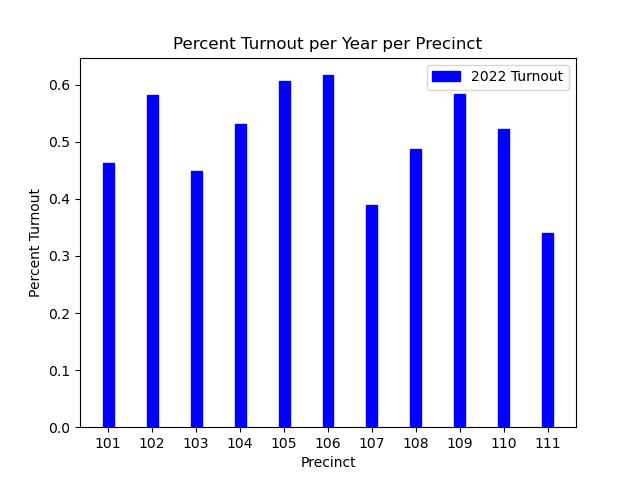 Percent Turnout per Year per Precinct
2022 Turnout
Percent Turnout
0.6
0.5
0.4
0.3
0.2
0.1
0.0
101 102 103 104 105 106 107 108 109 110 111
Precinct